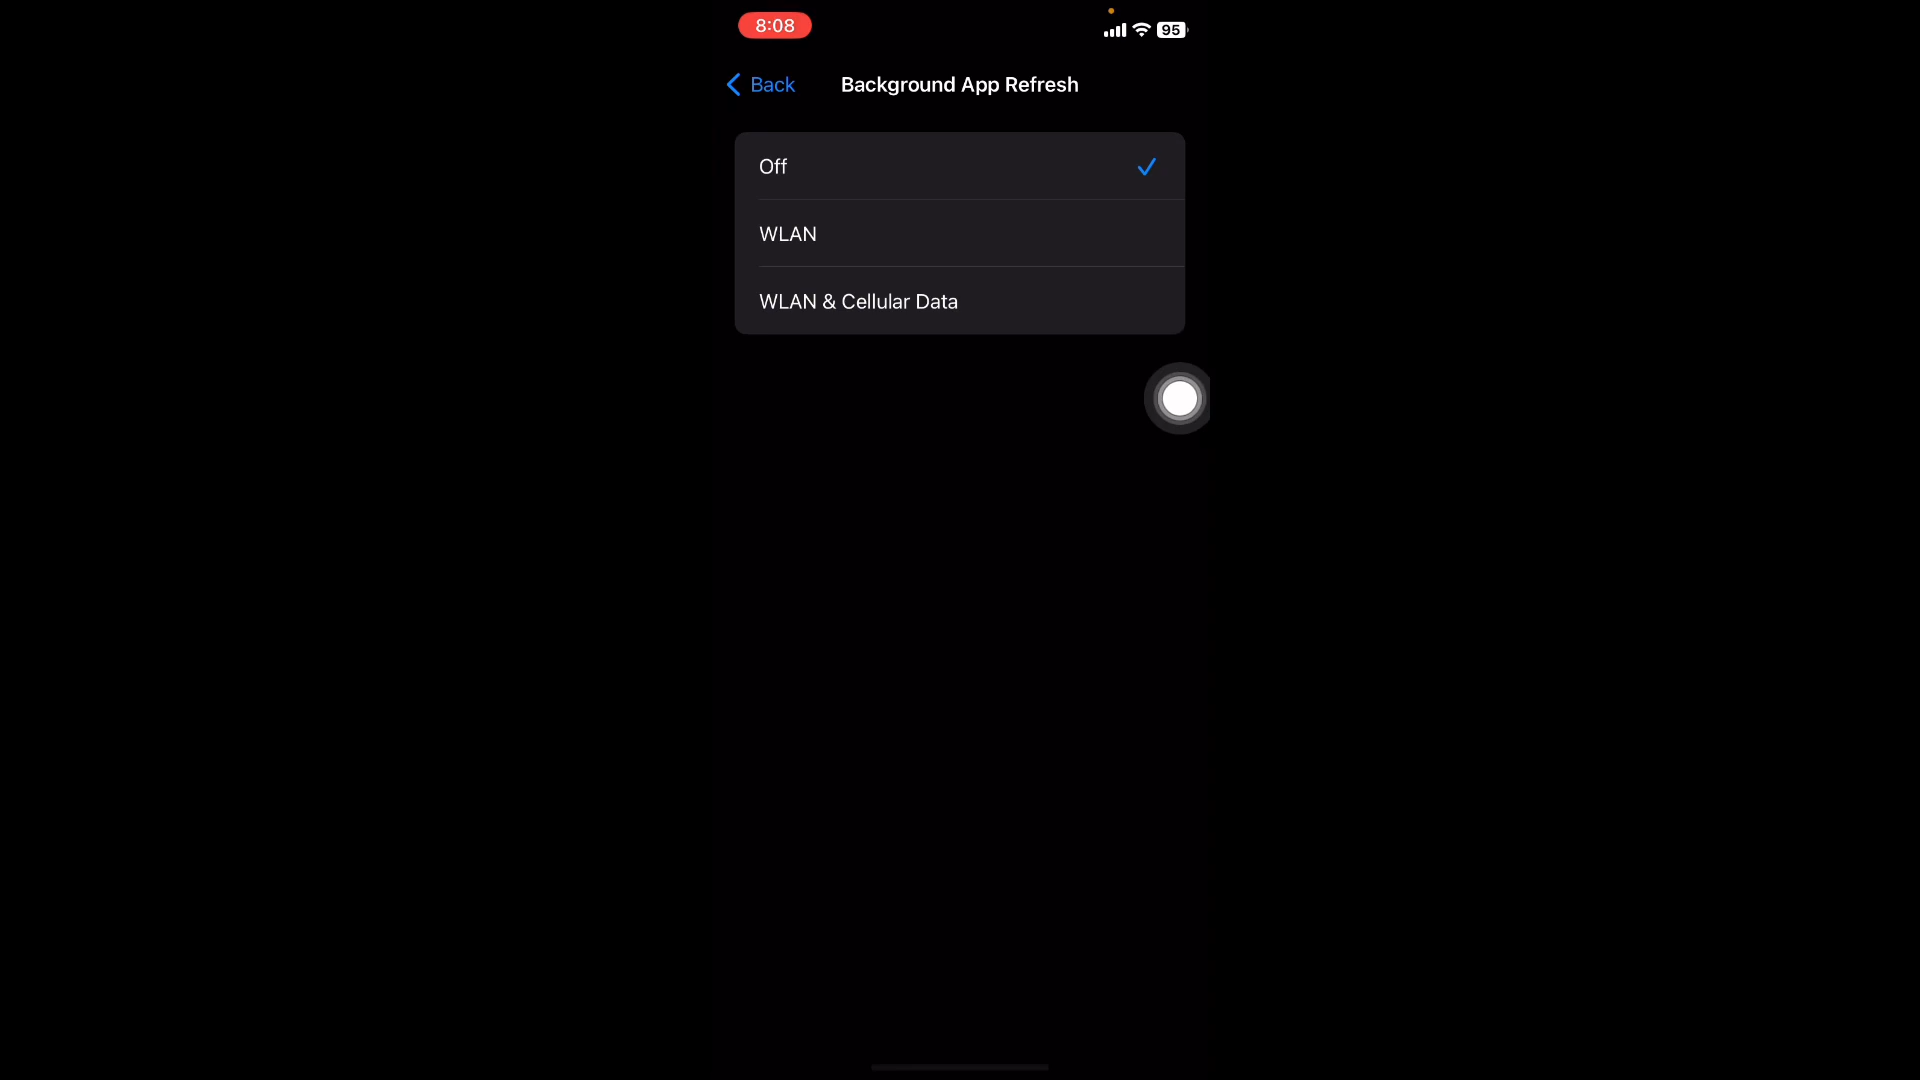 8:08
95
Back
Background App Refresh
Off
WLAN
WLAN & Cellular Data